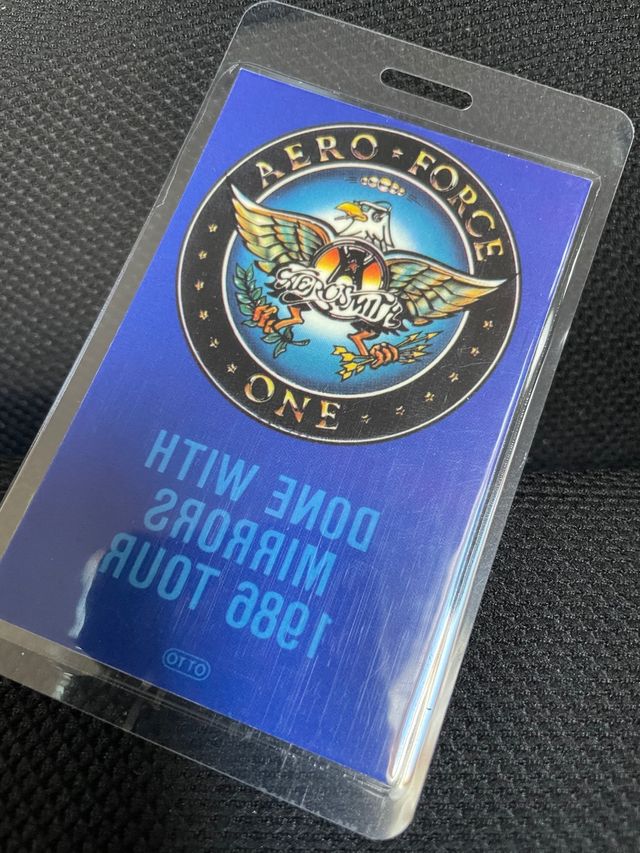 AERO ★ FORCE
AEROSMITH
ONE
DONE WITH
MIRRORS
1986 TOUR
OTTO